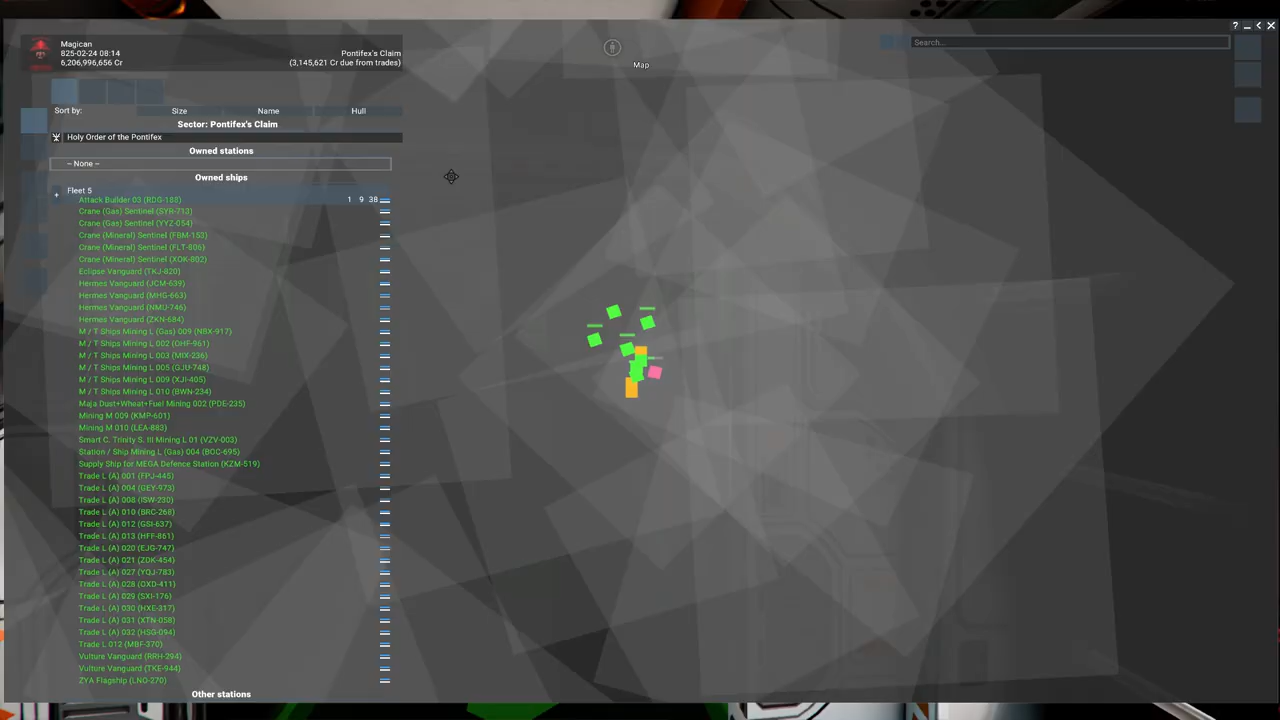 Magican
825-02-24 08:14
Pontifex's Claim
6,206,996,656 Cr
(3,145,621 Cr due from trades)
Map
Search...
Sort by:
Size
Name
Hull
Sector: Pontifex's Claim
Holy Order of the Pontifex
Owned stations
-- None --
Owned ships
Fleet 5
Attack Builder 03 (RDG-188) 1 9 38
Crane (Gas) Sentinel (SYR-713)
Crane (Gas) Sentinel (YYZ-054)
Crane (Mineral) Sentinel (FBM-153)
Crane (Mineral) Sentinel (FLT-806)
Crane (Mineral) Sentinel (XOK-802)
Eclipse Vanguard (TKJ-820)
Hermes Vanguard (JCM-639)
Hermes Vanguard (MHG-663)
Hermes Vanguard (NMU-746)
Hermes Vanguard (ZKN-684)
M / T Ships Mining L (Gas) 009 (NBX-917)
M / T Ships Mining L 002 (OHF-961)
M / T Ships Mining L 003 (MIX-236)
M / T Ships Mining L 005 (GJU-748)
M / T Ships Mining L 009 (XJI-405)
M / T Ships Mining L 010 (BWN-234)
Maja Dust+Wheat+Fuel Mining 002 (PDE-235)
Mining M 009 (KMP-601)
Mining M 010 (LEA-883)
Smart C. Trinity S. III Mining L 01 (VZV-003)
Station / Ship Mining L (Gas) 004 (BOC-695)
Supply Ship for MEGA Defence Station (KZM-519)
Trade L (A) 001 (FPJ-445)
Trade L (A) 004 (GEY-973)
Trade L (A) 008 (ISW-230)
Trade L (A) 010 (BRC-268)
Trade L (A) 012 (GSI-637)
Trade L (A) 013 (HFF-861)
Trade L (A) 020 (EJG-747)
Trade L (A) 021 (ZDK-454)
Trade L (A) 027 (YQJ-783)
Trade L (A) 028 (OXD-411)
Trade L (A) 029 (SXI-176)
Trade L (A) 030 (HXE-317)
Trade L (A) 031 (XTN-058)
Trade L (A) 032 (HSG-094)
Trade L 012 (MBF-370)
Vulture Vanguard (RRH-294)
Vulture Vanguard (TKE-944)
ZYA Flagship (LNO-270)
Other stations